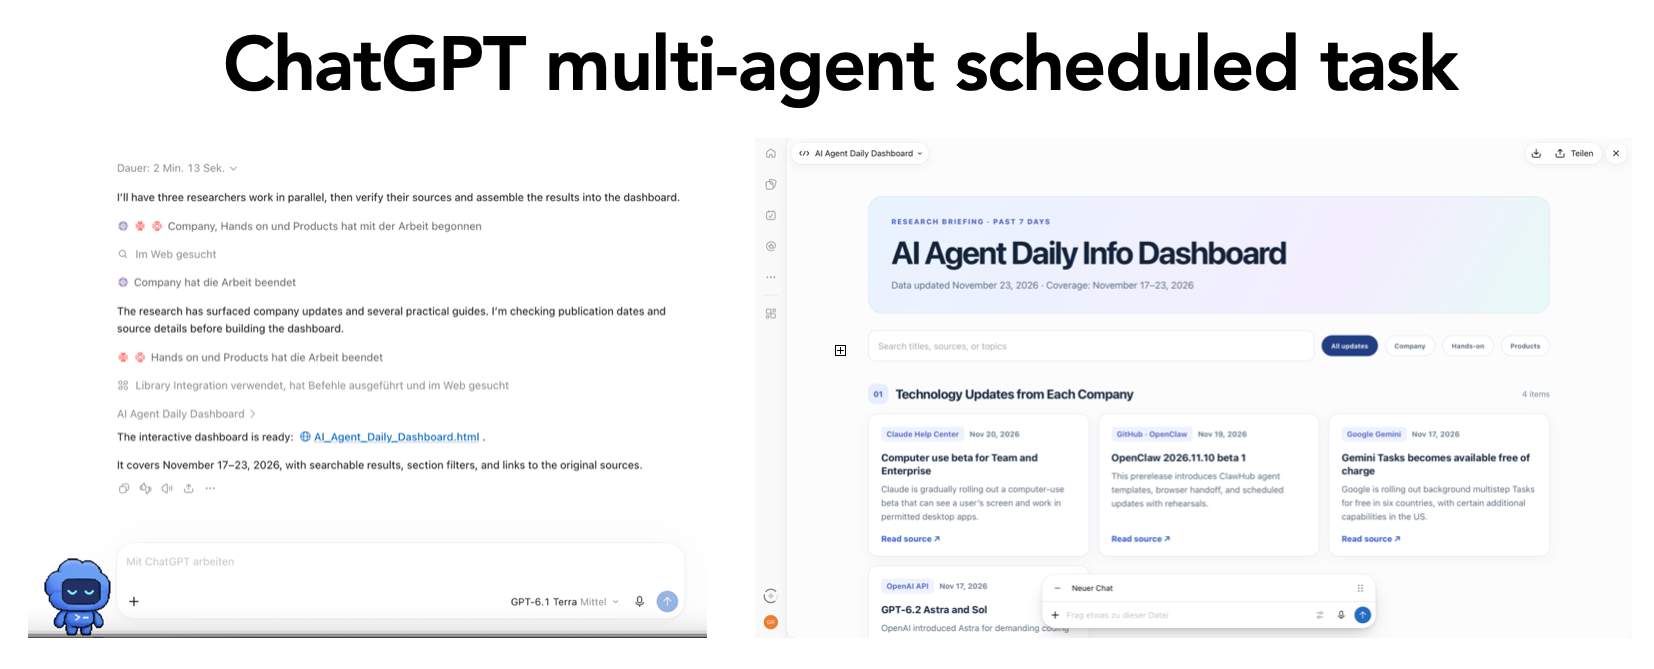 ChatGPT multi-agent scheduled task
Dauer: 2 Min. 13 Sek.
I'll have three researchers work in parallel, then verify their sources and assemble the results into the dashboard.
Company, Hands on und Products hat mit der Arbeit begonnen
Im Web gesucht
Company hat die Arbeit beendet
The research has surfaced company updates and several practical guides. I'm checking publication dates and
source details before building the dashboard.
Hands on und Products hat die Arbeit beendet
Library Integration verwendet, hat Befehle ausgeführt und im Web gesucht
AI Agent Daily Dashboard
The interactive dashboard is ready: AI_Agent_Daily_Dashboard.html .
It covers November 17–23, 2026, with searchable results, section filters, and links to the original sources.
Mit ChatGPT arbeiten
GPT-6.1 Terra Mittel
AI Agent Daily Dashboard
Teilen
RESEARCH BRIEFING · PAST 7 DAYS
AI Agent Daily Info Dashboard
Data updated November 23, 2026 · Coverage: November 17–23, 2026
Search titles, sources, or topics
All updates
Company
Hands-on
Products
01 Technology Updates from Each Company
4 items
Claude Help Center Nov 20, 2026
Computer use beta for Team and
Enterprise
Claude is gradually rolling out a computer-use
beta that can see a user's screen and work in
permitted desktop apps.
Read source ↗
GitHub · OpenClaw Nov 19, 2026
OpenClaw 2026.11.10 beta 1
This prerelease introduces ClawHub agent
templates, browser handoff, and scheduled
updates with rehearsals.
Read source ↗
Google Gemini Nov 17, 2026
Gemini Tasks becomes available free of
charge
Google is rolling out background multistep Tasks
for free in six countries, with certain additional
capabilities in the US.
Read source ↗
OpenAI API Nov 17, 2026
GPT-6.2 Astra and Sol
OpenAI introduced Astra for demanding coding
Neuer Chat
Frag etwas zu dieser Datei